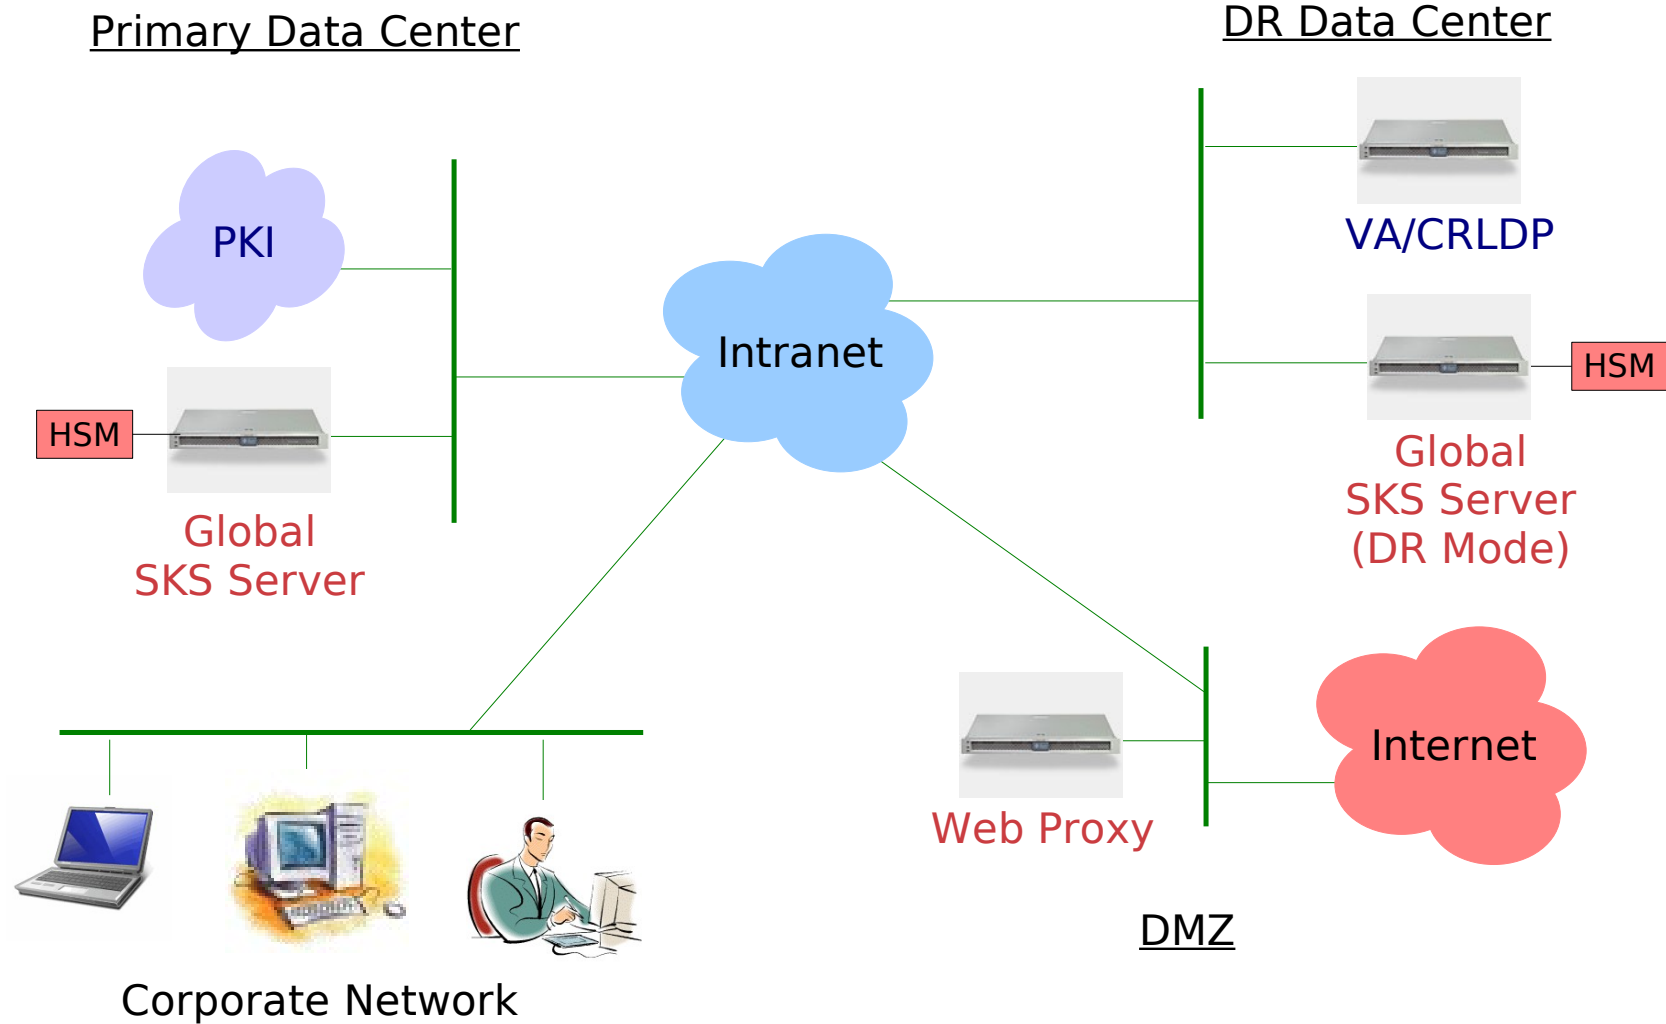 Primary Data Center
DR Data Center
PKI
VA/CRLDP
Intranet
HSM
HSM
Global
SKS Server
Global
SKS Server
(DR Mode)
Internet
Web Proxy
DMZ
Corporate Network